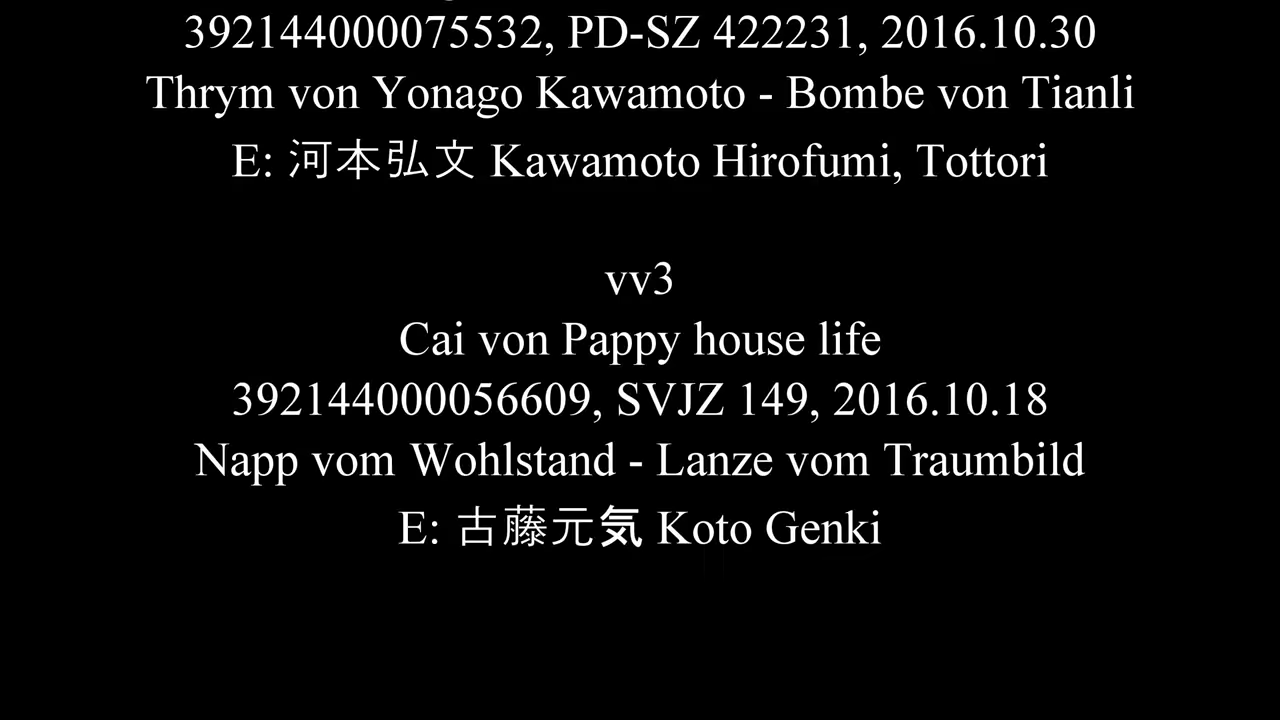 392144000075532, PD-SZ 422231, 2016.10.30
Thrym von Yonago Kawamoto - Bombe von Tianli
E: 河本弘文 Kawamoto Hirofumi, Tottori
vv3
Cai von Pappy house life
392144000056609, SVJZ 149, 2016.10.18
Napp vom Wohlstand - Lanze vom Traumbild
E: 古藤元気 Koto Genki